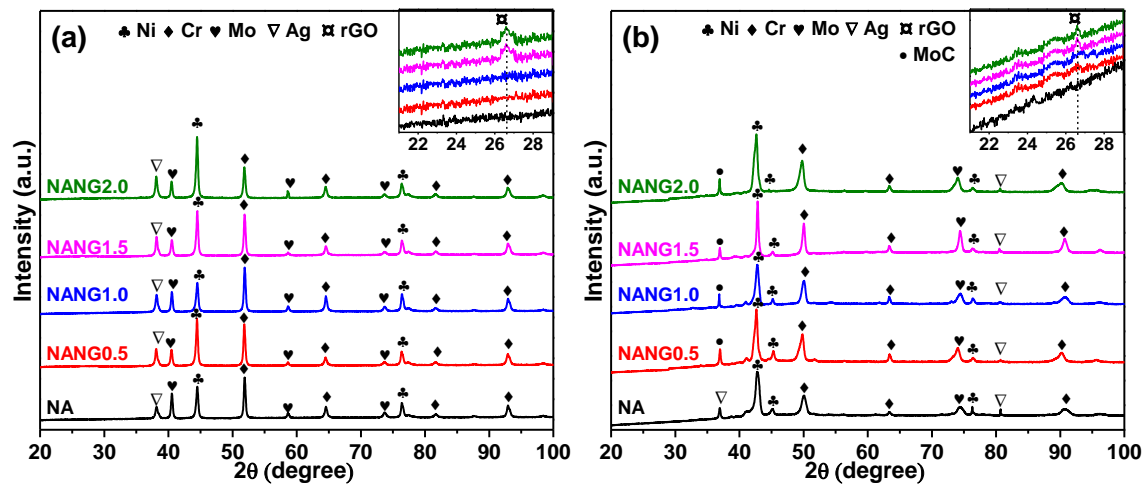 (a)
♣ Ni ♦ Cr ♥ Mo ▽ Ag ¤ rGO
¤
22 24 26 28
NANG2.0
NANG1.5
NANG1.0
NANG0.5
NA
Intensity (a.u.)
20 30 40 50 60 70 80 90 100
2θ (degree)
(b)
♣ Ni ♦ Cr ♥ Mo ▽ Ag ¤ rGO
● MoC
¤
22 24 26 28
NANG2.0
NANG1.5
NANG1.0
NANG0.5
NA
Intensity (a.u.)
20 30 40 50 60 70 80 90 100
2θ (degree)